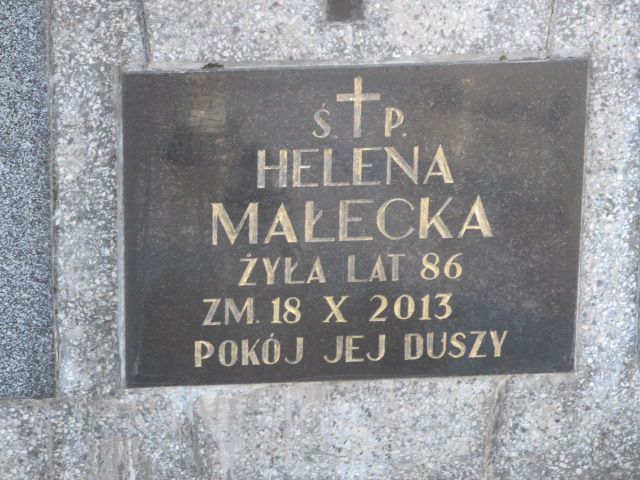 Ś. P.
HELENA
MAŁECKA
ŻYŁA LAT 86
ZM. 18 X 2013
POKÓJ JEJ DUSZY